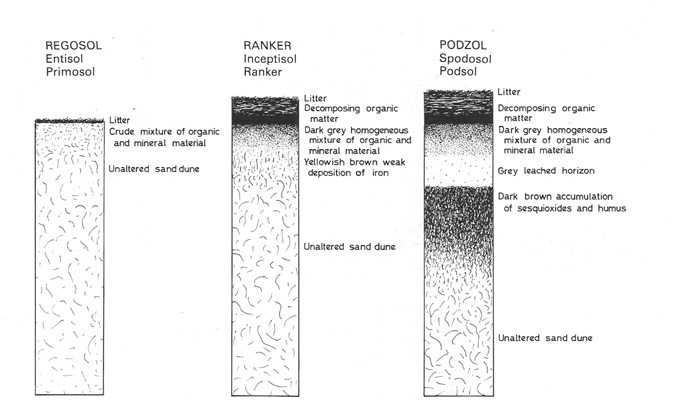 REGOSOL
Entisol
Primosol
Litter
Crude mixture of organic
and mineral material
Unaltered sand dune
RANKER
Inceptisol
Ranker
Litter
Decomposing organic
matter
Dark grey homogeneous
mixture of organic and
mineral material
Yellowish brown weak
deposition of iron
Unaltered sand dune
PODZOL
Spodosol
Podsol
Litter
Decomposing organic
matter
Dark grey homogeneous
mixture of organic and
mineral material
Grey leached horizon
Dark brown accumulation
of sesquioxides and humus
Unaltered sand dune